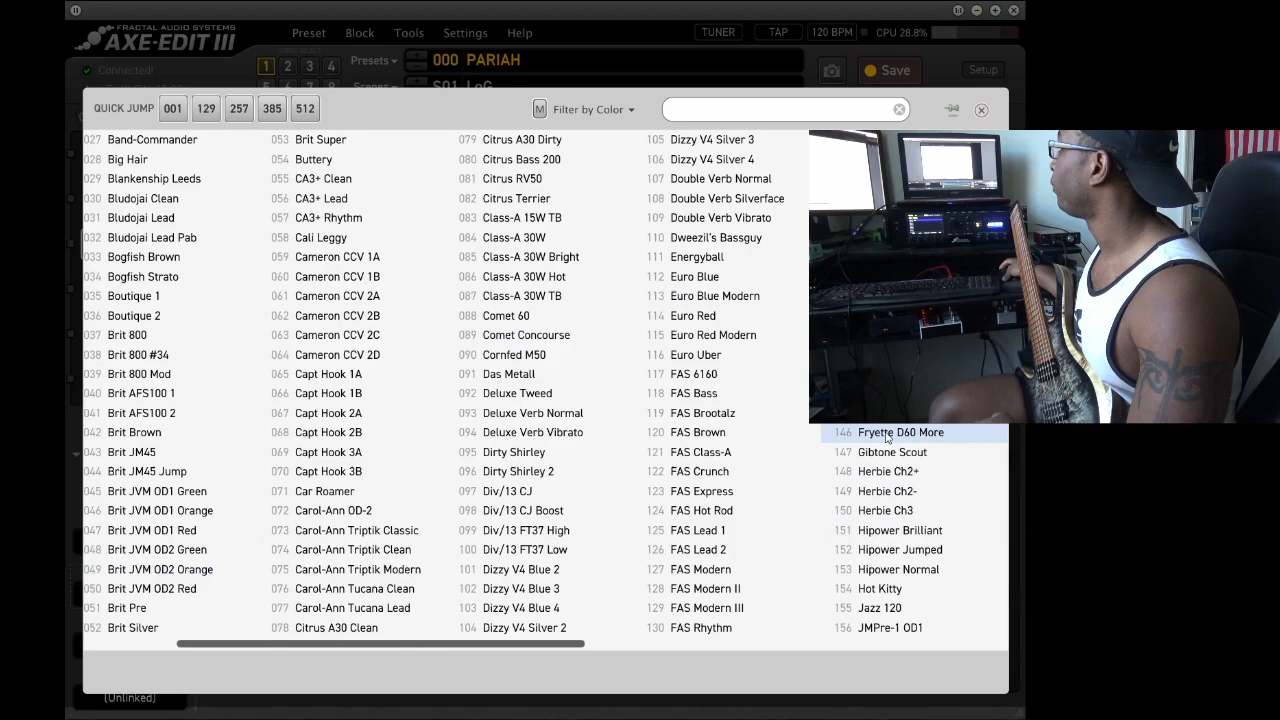 FRACTAL AUDIO SYSTEMS
AXE-EDIT III
Preset Block Tools Settings Help
TUNER TAP 120 BPM CPU 28.8%
Connected!
1 2 3 4
Presets
000 PARIAH
Save
Setup
QUICK JUMP 001 129 257 385 512
M Filter by Color
027 Band-Commander
028 Big Hair
029 Blankenship Leeds
030 Bludojai Clean
031 Bludojai Lead
032 Bludojai Lead Pab
033 Bogfish Brown
034 Bogfish Strato
035 Boutique 1
036 Boutique 2
037 Brit 800
038 Brit 800 #34
039 Brit 800 Mod
040 Brit AFS100 1
041 Brit AFS100 2
042 Brit Brown
043 Brit JM45
044 Brit JM45 Jump
045 Brit JVM OD1 Green
046 Brit JVM OD1 Orange
047 Brit JVM OD1 Red
048 Brit JVM OD2 Green
049 Brit JVM OD2 Orange
050 Brit JVM OD2 Red
051 Brit Pre
052 Brit Silver
053 Brit Super
054 Buttery
055 CA3+ Clean
056 CA3+ Lead
057 CA3+ Rhythm
058 Cali Leggy
059 Cameron CCV 1A
060 Cameron CCV 1B
061 Cameron CCV 2A
062 Cameron CCV 2B
063 Cameron CCV 2C
064 Cameron CCV 2D
065 Capt Hook 1A
066 Capt Hook 1B
067 Capt Hook 2A
068 Capt Hook 2B
069 Capt Hook 3A
070 Capt Hook 3B
071 Car Roamer
072 Carol-Ann OD-2
073 Carol-Ann Triptik Classic
074 Carol-Ann Triptik Clean
075 Carol-Ann Triptik Modern
076 Carol-Ann Tucana Clean
077 Carol-Ann Tucana Lead
078 Citrus A30 Clean
079 Citrus A30 Dirty
080 Citrus Bass 200
081 Citrus RV50
082 Citrus Terrier
083 Class-A 15W TB
084 Class-A 30W
085 Class-A 30W Bright
086 Class-A 30W Hot
087 Class-A 30W TB
088 Comet 60
089 Comet Concourse
090 Cornfed M50
091 Das Metall
092 Deluxe Tweed
093 Deluxe Verb Normal
094 Deluxe Verb Vibrato
095 Dirty Shirley
096 Dirty Shirley 2
097 Div/13 CJ
098 Div/13 CJ Boost
099 Div/13 FT37 High
100 Div/13 FT37 Low
101 Dizzy V4 Blue 2
102 Dizzy V4 Blue 3
103 Dizzy V4 Blue 4
104 Dizzy V4 Silver 2
105 Dizzy V4 Silver 3
106 Dizzy V4 Silver 4
107 Double Verb Normal
108 Double Verb Silverface
109 Double Verb Vibrato
110 Dweezil's Bassguy
111 Energyball
112 Euro Blue
113 Euro Blue Modern
114 Euro Red
115 Euro Red Modern
116 Euro Uber
117 FAS 6160
118 FAS Bass
119 FAS Brootalz
120 FAS Brown
121 FAS Class-A
122 FAS Crunch
123 FAS Express
124 FAS Hot Rod
125 FAS Lead 1
126 FAS Lead 2
127 FAS Modern
128 FAS Modern II
129 FAS Modern III
130 FAS Rhythm
146 Fryette D60 More
147 Gibtone Scout
148 Herbie Ch2+
149 Herbie Ch2-
150 Herbie Ch3
151 Hipower Brilliant
152 Hipower Jumped
153 Hipower Normal
154 Hot Kitty
155 Jazz 120
156 JMPre-1 OD1
(Unlinked)